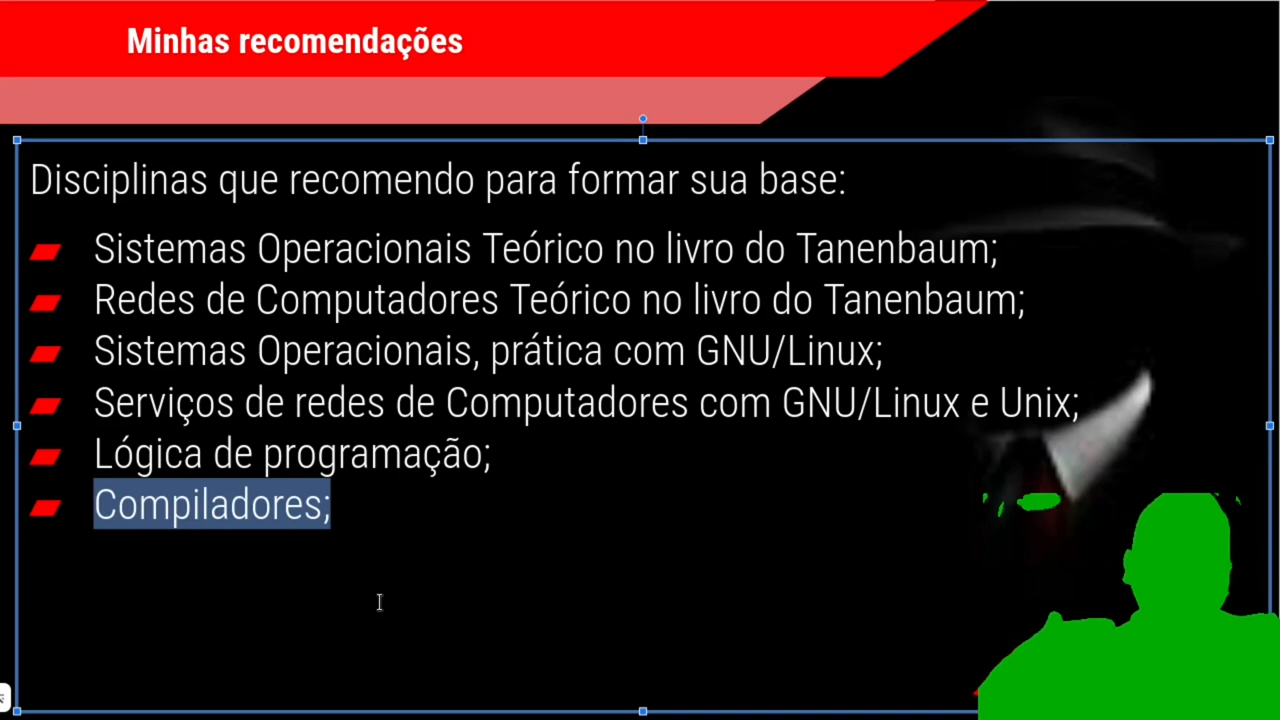 Minhas recomendações
Disciplinas que recomendo para formar sua base:
Sistemas Operacionais Teórico no livro do Tanenbaum;
Redes de Computadores Teórico no livro do Tanenbaum;
Sistemas Operacionais, prática com GNU/Linux;
Serviços de redes de Computadores com GNU/Linux e Unix;
Lógica de programação;
Compiladores;